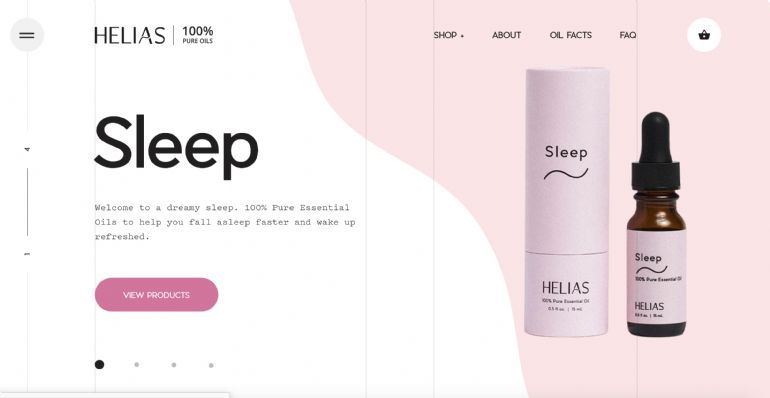 HELIAS
100%
PURE OILS
SHOP
ABOUT
OIL FACTS
FAQ
4
Sleep
Welcome to a dreamy sleep. 100% Pure Essential
Oils to help you fall asleep faster and wake up
refreshed.
VIEW PRODUCTS
Sleep
HELIAS
100% Pure Essential Oil
0.5 fl oz. | 15 mL
Sleep
100% Pure Essential Oil
HELIAS
0.5 fl oz. | 15 mL